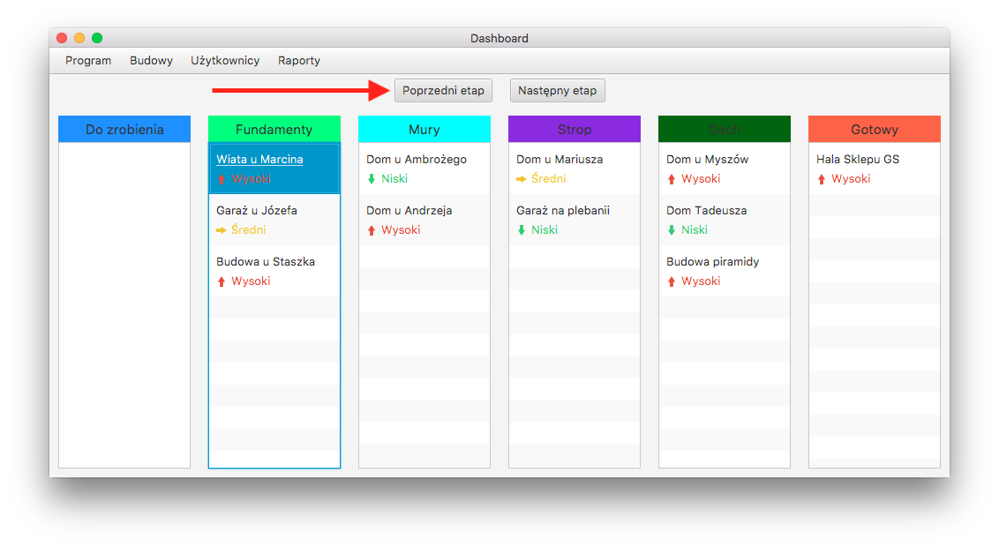 Dashboard
Program Budowy Użytkownicy Raporty
Poprzedni etap Następny etap
Do zrobienia
Fundamenty
Wiata u Marcina
Wysoki
Garaż u Józefa
Średni
Budowa u Staszka
Wysoki
Mury
Dom u Ambrożego
Niski
Dom u Andrzeja
Wysoki
Strop
Dom u Mariusza
Średni
Garaż na plebanii
Niski
Dach
Dom u Myszów
Wysoki
Dom Tadeusza
Niski
Budowa piramidy
Wysoki
Gotowy
Hala Sklepu GS
Wysoki